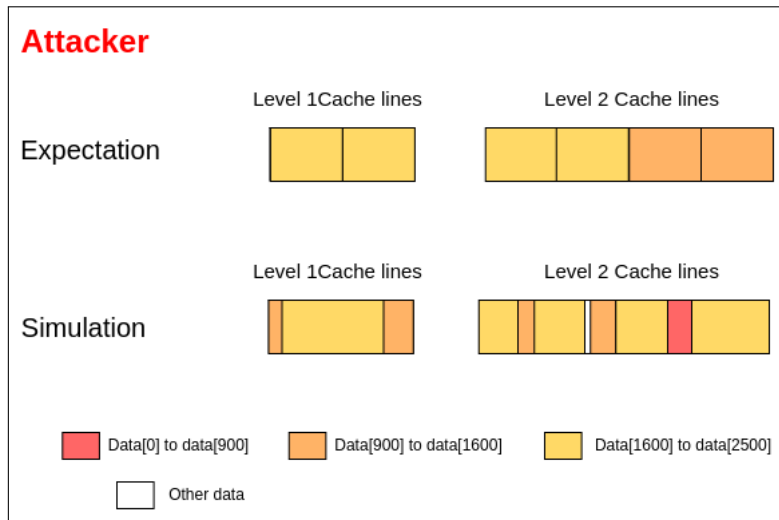 Attacker
Level 1Cache lines
Level 2 Cache lines
Expectation
Level 1Cache lines
Level 2 Cache lines
Simulation
Data[0] to data[900]
Data[900] to data[1600]
Data[1600] to data[2500]
Other data